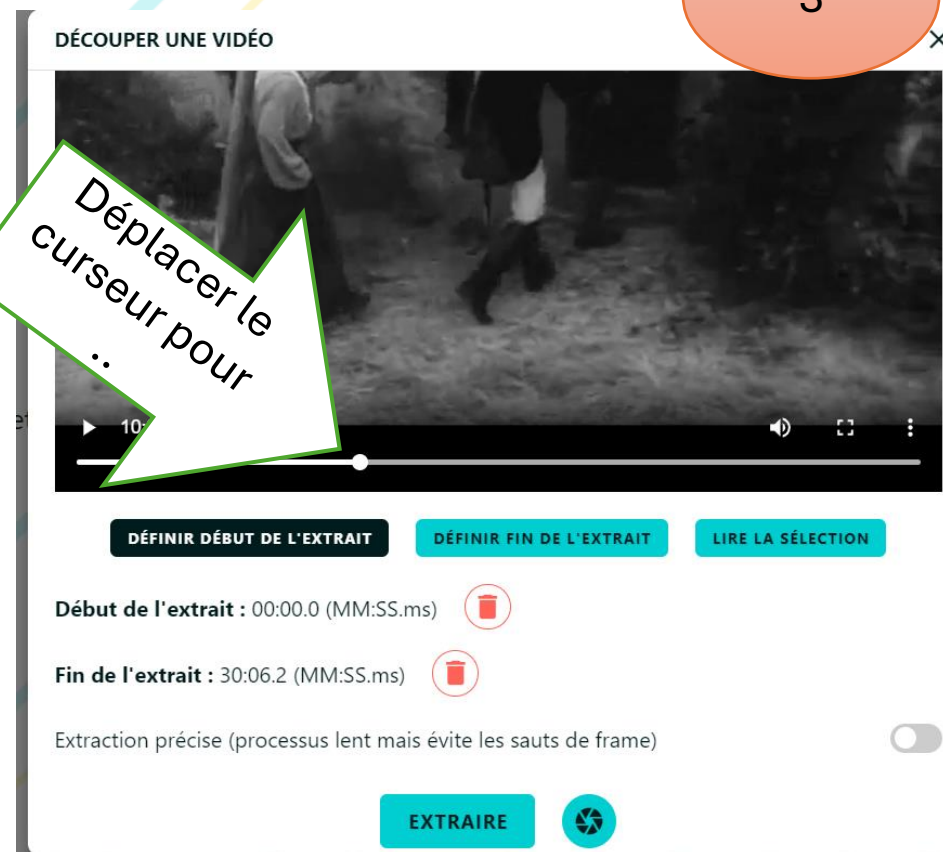 DÉCOUPER UNE VIDÉO
Déplacer le
curseur pour
..
DÉFINIR DÉBUT DE L'EXTRAIT
DÉFINIR FIN DE L'EXTRAIT
LIRE LA SÉLECTION
Début de l'extrait : 00:00.0 (MM:SS.ms)
Fin de l'extrait : 30:06.2 (MM:SS.ms)
Extraction précise (processus lent mais évite les sauts de frame)
EXTRAIRE